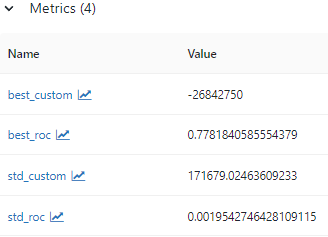 Metrics (4)
Name Value
best_custom -26842750
best_roc 0.7781840585554379
std_custom 171679.02463609233
std_roc 0.0019542746428109115